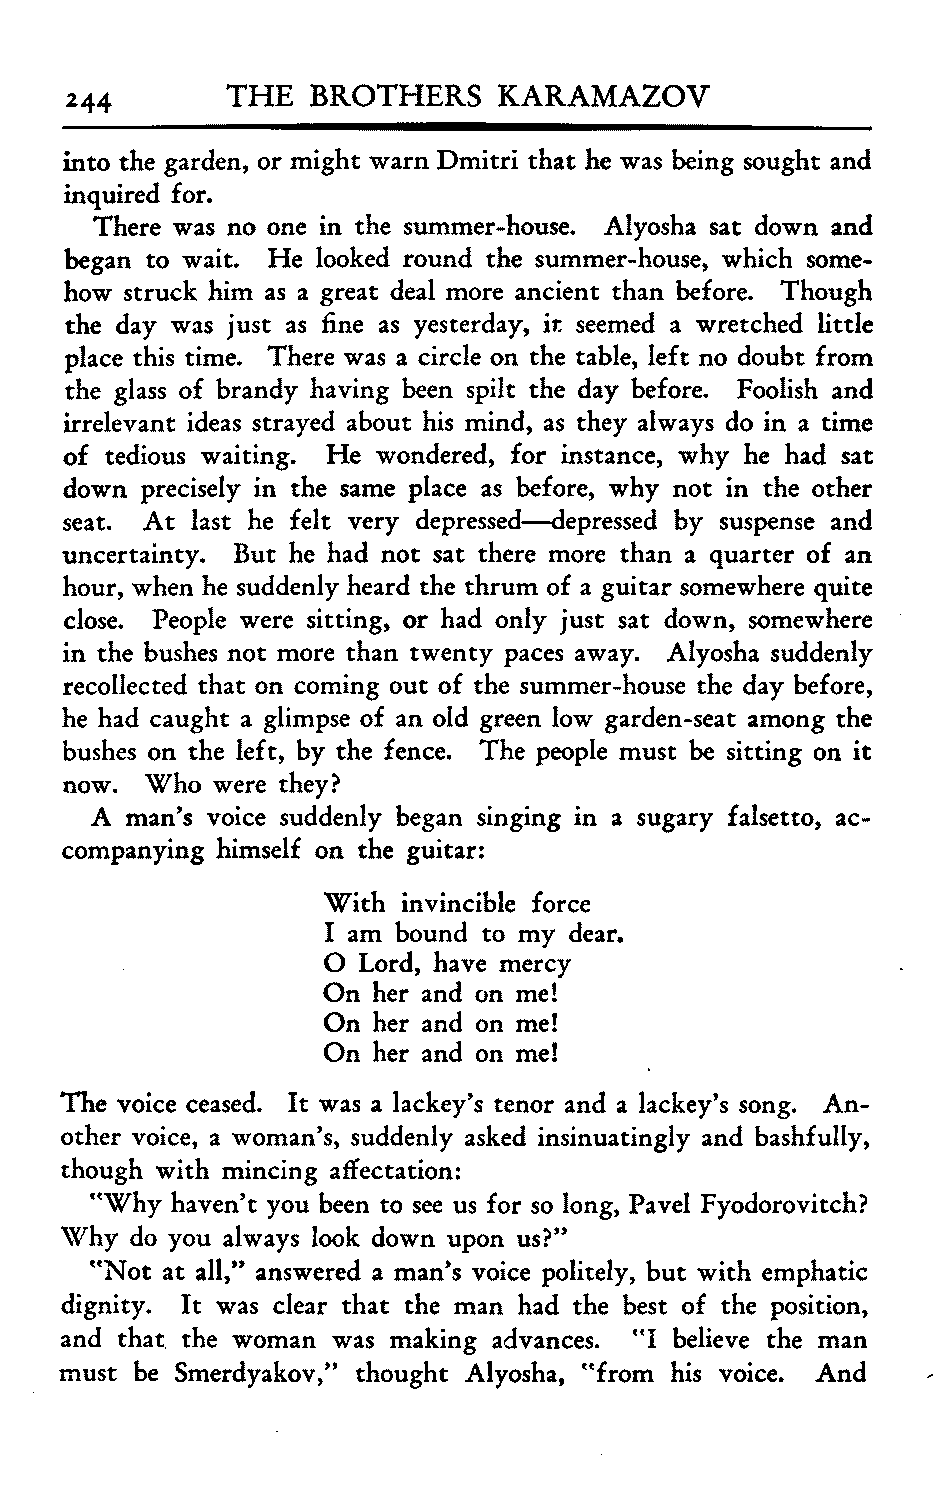 244 THE BROTHERS KARAMAZOV
into the garden, or might warn Dmitri that he was being sought and
inquired for.
There was no one in the summer-house. Alyosha sat down and
began to wait. He looked round the summer-house, which some-
how struck him as a great deal more ancient than before. Though
the day was just as fine as yesterday, it seemed a wretched little
place this time. There was a circle on the table, left no doubt from
the glass of brandy having been spilt the day before. Foolish and
irrelevant ideas strayed about his mind, as they always do in a time
of tedious waiting. He wondered, for instance, why he had sat
down precisely in the same place as before, why not in the other
seat. At last he felt very depressed—depressed by suspense and
uncertainty. But he had not sat there more than a quarter of an
hour, when he suddenly heard the thrum of a guitar somewhere quite
close. People were sitting, or had only just sat down, somewhere
in the bushes not more than twenty paces away. Alyosha suddenly
recollected that on coming out of the summer-house the day before,
he had caught a glimpse of an old green low garden-seat among the
bushes on the left, by the fence. The people must be sitting on it
now. Who were they?
A man's voice suddenly began singing in a sugary falsetto, ac-
companying himself on the guitar:
With invincible force
I am bound to my dear.
O Lord, have mercy
On her and on me!
On her and on me!
On her and on me!
The voice ceased. It was a lackey's tenor and a lackey's song. An-
other voice, a woman's, suddenly asked insinuatingly and bashfully,
though with mincing affectation:
"Why haven't you been to see us for so long, Pavel Fyodorovitch?
Why do you always look down upon us?"
"Not at all," answered a man's voice politely, but with emphatic
dignity. It was clear that the man had the best of the position,
and that the woman was making advances. "I believe the man
must be Smerdyakov," thought Alyosha, "from his voice. And